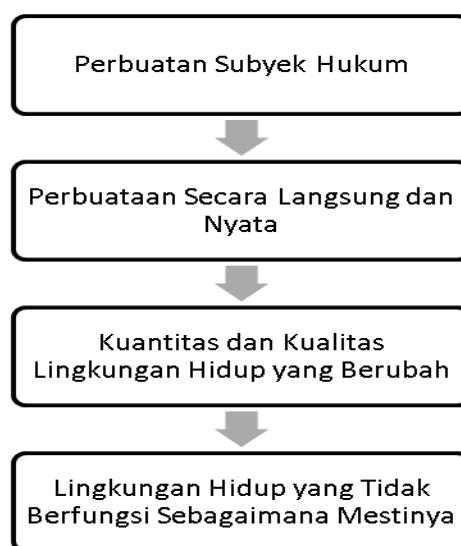 Perbuatan Subyek Hukum
Perbuataan Secara Langsung dan
Nyata
Kuantitas dan Kualitas
Lingkungan Hidup yang Berubah
Lingkungan Hidup yang Tidak
Berfungsi Sebagaimana Mestinya